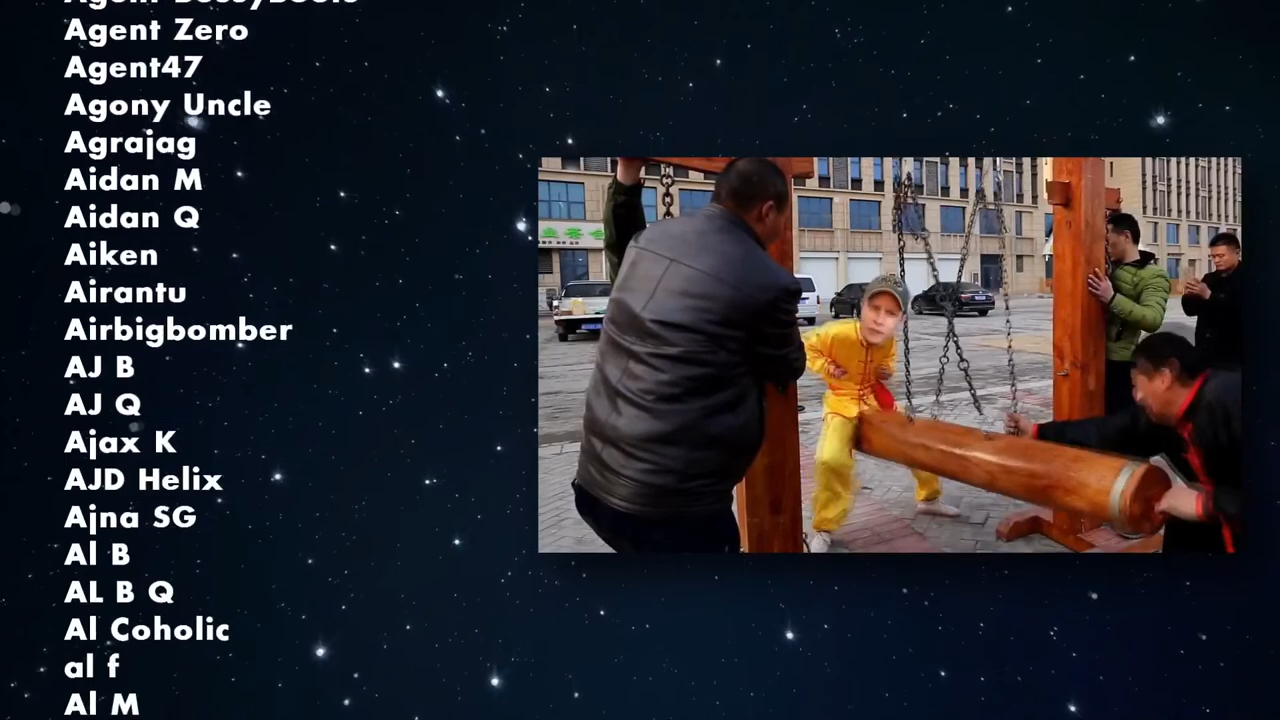 Agent Zero
Agent47
Agony Uncle
Agrajag
Aidan M
Aidan Q
Aiken
Airantu
Airbigbomber
AJ B
AJ Q
Ajax K
AJD Helix
Ajna SG
Al B
AL B Q
Al Coholic
al f
Al M